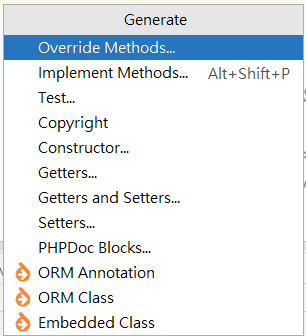 Generate
Override Methods...
Implement Methods... Alt+Shift+P
Test...
Copyright
Constructor...
Getters...
Getters and Setters...
Setters...
PHPDoc Blocks...
ORM Annotation
ORM Class
Embedded Class